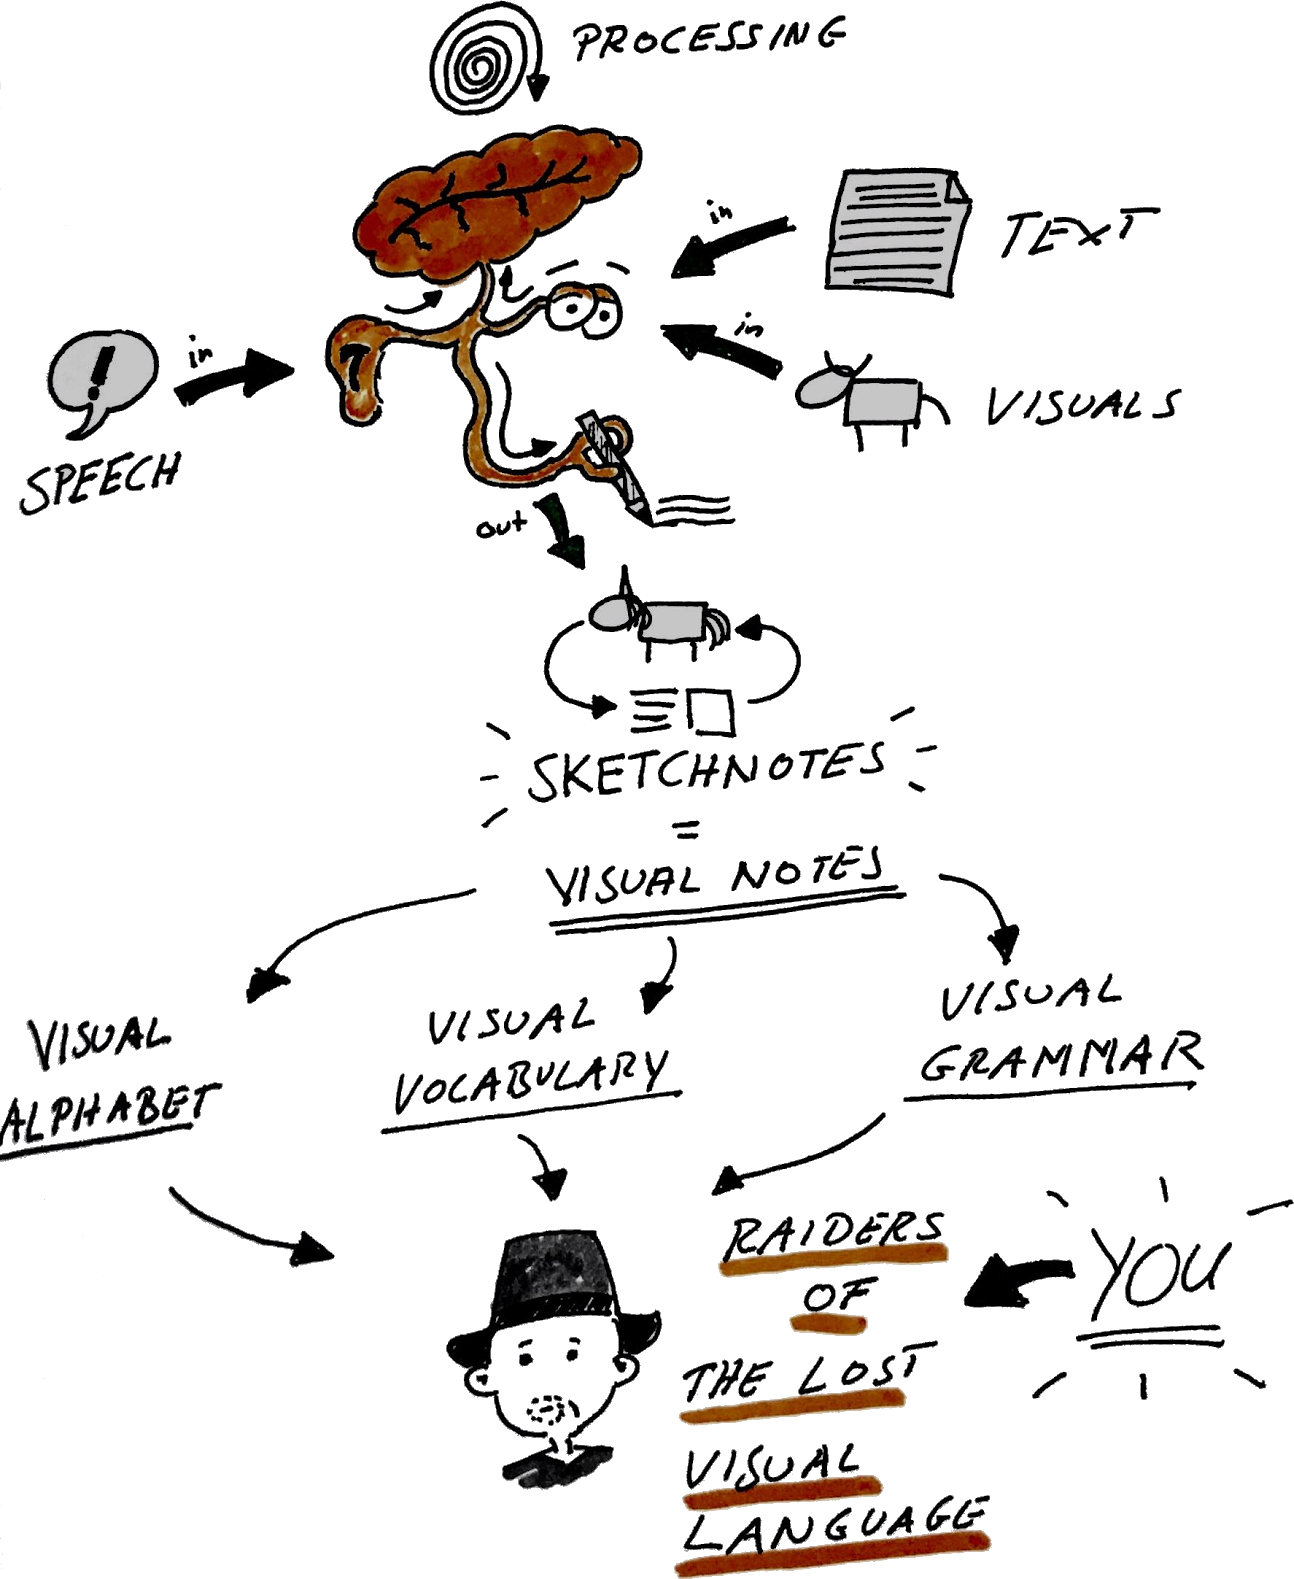 PROCESSING
in
TEXT
in
VISUALS
!
in
SPEECH
out
SKETCHNOTES
=
VISUAL NOTES
VISUAL
ALPHABET
VISUAL
VOCABULARY
VISUAL
GRAMMAR
RAIDERS
OF
THE LOST
VISUAL
LANGUAGE
YOU